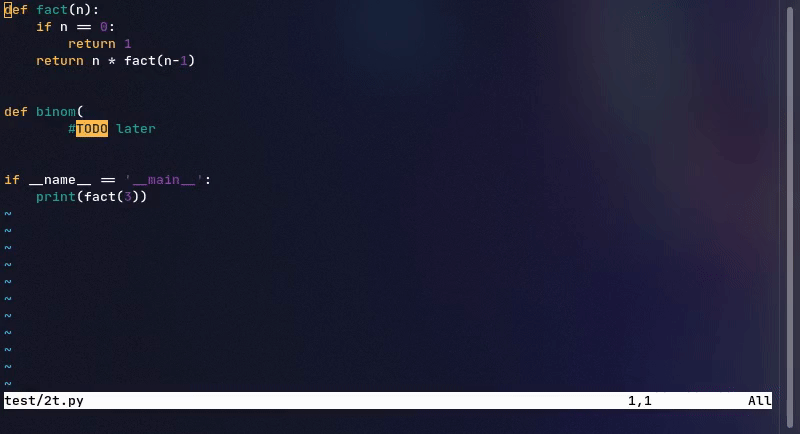 def fact(n):
    if n == 0:
        return 1
    return n * fact(n-1)
def binom(
        #TODO later
if __name__ == '__main__':
    print(fact(3))
~
~
~
~
~
~
~
~
~
~
~
test/2t.py 1,1 All